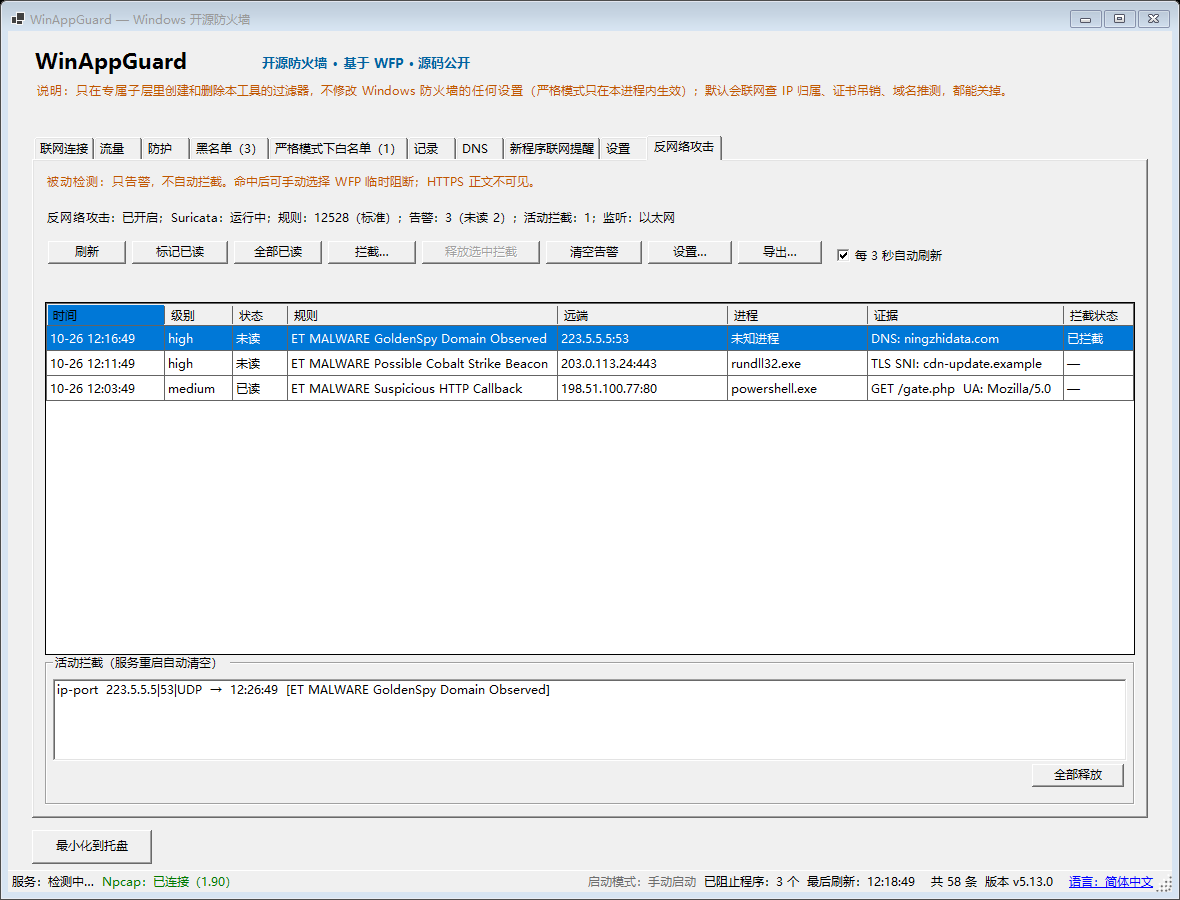 WinAppGuard — Windows 开源防火墙
WinAppGuard 开源防火墙 • 基于 WFP • 源码公开
说明：只在专属子层里创建和删除本工具的过滤器，不修改 Windows 防火墙的任何设置（严格模式只在本进程内生效）；默认会联网查 IP 归属、证书吊销、域名推测，都能关掉。
联网连接 流量 防护 黑名单（3） 严格模式下白名单（1） 记录 DNS 新程序联网提醒 设置 反网络攻击
被动检测：只告警，不自动拦截。命中后可手动选择 WFP 临时阻断；HTTPS 正文不可见。
反网络攻击：已开启；Suricata：运行中；规则：12528（标准）；告警：3（未读 2）；活动拦截：1；监听：以太网
刷新 标记已读 全部已读 拦截... 释放选中拦截 清空告警 设置... 导出... 每 3 秒自动刷新
时间 级别 状态 规则 远端 进程 证据 拦截状态
10-26 12:16:49 high 未读 ET MALWARE GoldenSpy Domain Observed 223.5.5.5:53 未知进程 DNS: ningzhidata.com 已拦截
10-26 12:11:49 high 未读 ET MALWARE Possible Cobalt Strike Beacon 203.0.113.24:443 rundll32.exe TLS SNI: cdn-update.example —
10-26 12:03:49 medium 已读 ET MALWARE Suspicious HTTP Callback 198.51.100.77:80 powershell.exe GET /gate.php UA: Mozilla/5.0 —
活动拦截（服务重启自动清空）
ip-port 223.5.5.5|53|UDP → 12:26:49 [ET MALWARE GoldenSpy Domain Observed]
全部释放
最小化到托盘
服务：检测中... Npcap：已连接（1.90） 启动模式：手动启动 已阻止程序：3 个 最后刷新：12:18:49 共 58 条 版本 v5.13.0 语言：简体中文